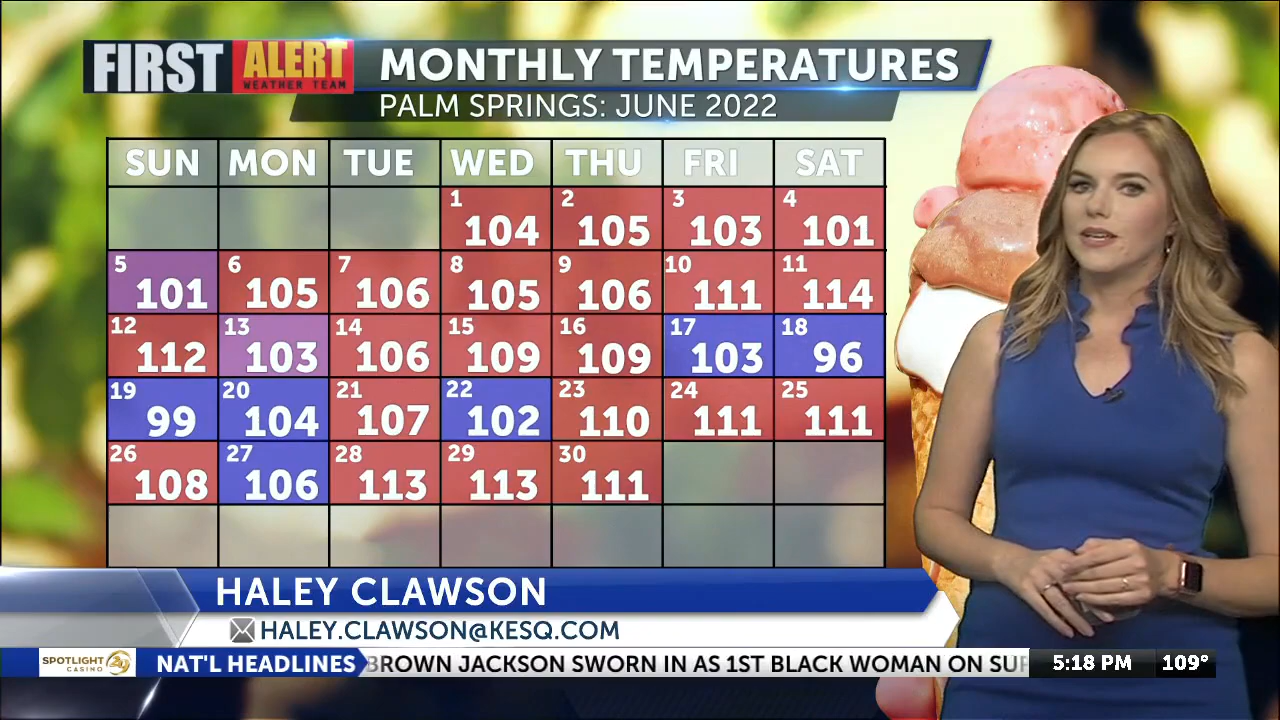 FIRST ALERT
WEATHER TEAM
MONTHLY TEMPERATURES
PALM SPRINGS: JUNE 2022
SUN MON TUE WED THU FRI SAT
1 2 3 4
104 105 103 101
5 6 7 8 9 10 11
101 105 106 105 106 111 114
12 13 14 15 16 17 18
112 103 106 109 109 103 96
19 20 21 22 23 24 25
99 104 107 102 110 111 111
26 27 28 29 30
108 106 113 113 111
HALEY CLAWSON
HALEY.CLAWSON@KESQ.COM
SPOTLIGHT 29
CASINO
NAT'L HEADLINES BROWN JACKSON SWORN IN AS 1ST BLACK WOMAN ON SUP 5:18 PM 109°